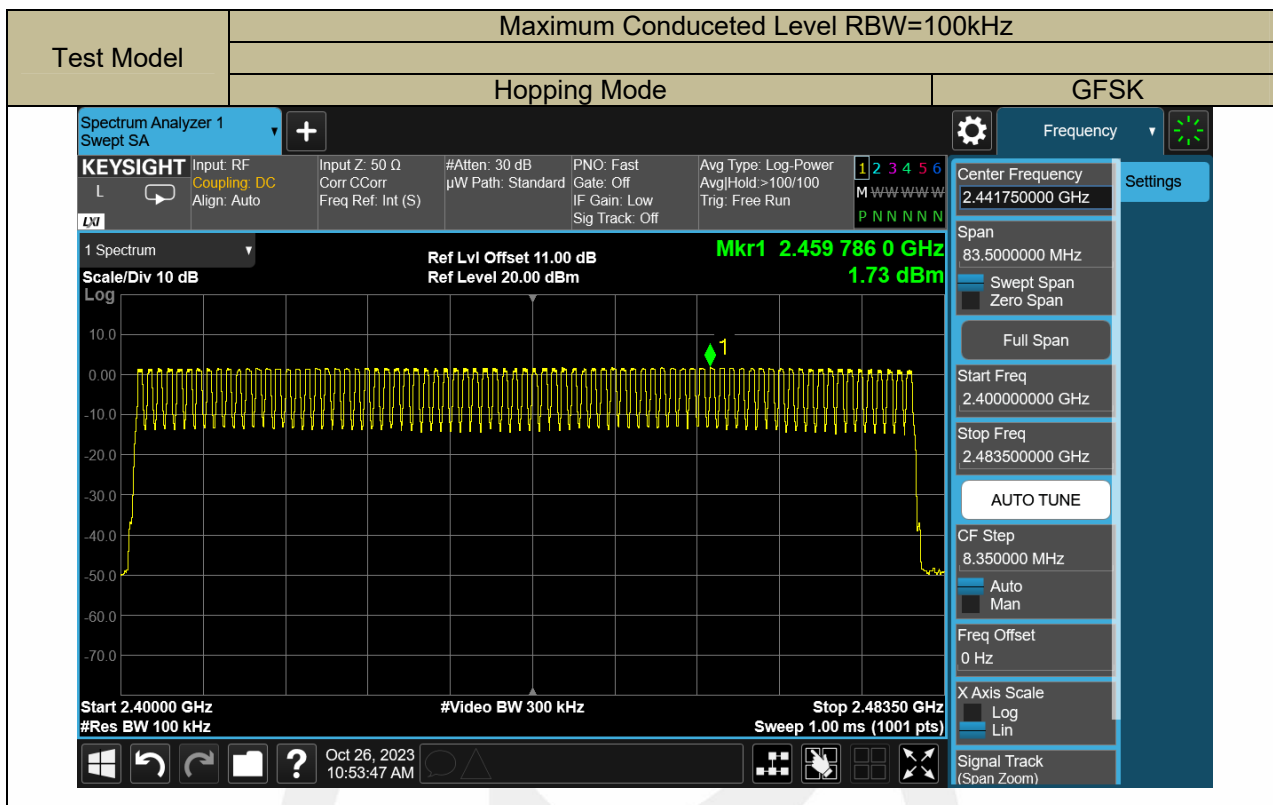 Maximum Conduceted Level RBW=100kHz
Test Model
Hopping Mode GFSK
Spectrum Analyzer 1
Swept SA
+
Frequency
KEYSIGHT
L
LXI
Input: RF
Coupling: DC
Align: Auto
Input Z: 50 Ω
Corr CCorr
Freq Ref: Int (S)
#Atten: 30 dB
µW Path: Standard
PNO: Fast
Gate: Off
IF Gain: Low
Sig Track: Off
Avg Type: Log-Power
Avg|Hold:>100/100
Trig: Free Run
1 2 3 4 5 6
M W W W W W
P N N N N N
1 Spectrum
Scale/Div 10 dB
Log
Ref Lvl Offset 11.00 dB
Ref Level 20.00 dBm
Mkr1 2.459 786 0 GHz
1.73 dBm
10.0
0.00
-10.0
-20.0
-30.0
-40.0
-50.0
-60.0
-70.0
1
Start 2.40000 GHz
#Res BW 100 kHz
#Video BW 300 kHz
Stop 2.48350 GHz
Sweep 1.00 ms (1001 pts)
?
Oct 26, 2023
10:53:47 AM
Center Frequency
2.441750000 GHz
Settings
Span
83.5000000 MHz
Swept Span
Zero Span
Full Span
Start Freq
2.400000000 GHz
Stop Freq
2.483500000 GHz
AUTO TUNE
CF Step
8.350000 MHz
Auto
Man
Freq Offset
0 Hz
X Axis Scale
Log
Lin
Signal Track
(Span Zoom)